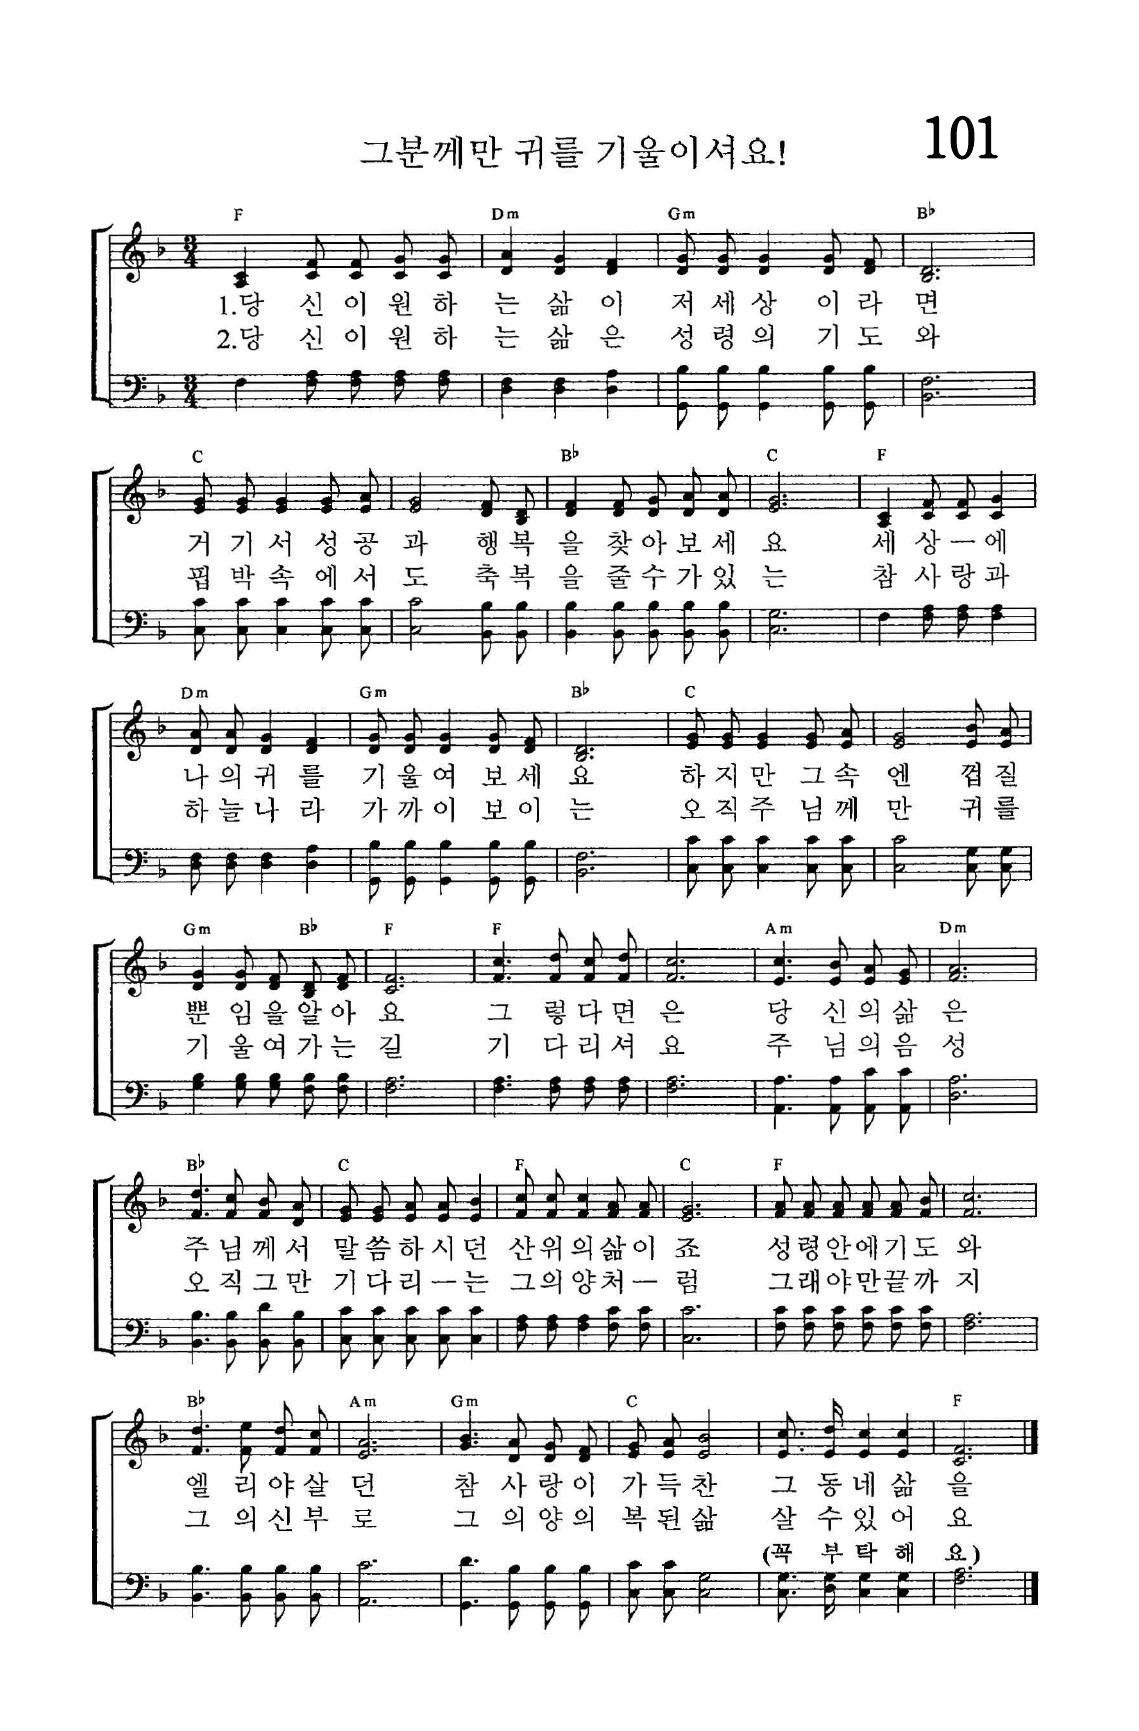 101
그분께만 귀를 기울이셔요!
F Dm Gm B♭
1.당 신 이 원 하 는 삶 이 저 세 상 이 라 면
2.당 신 이 원 하 는 삶 은 성 령 의 기 도 와
C B♭ C F
거 기 서 성 공 과 행 복 을 찾 아 보 세 요 세 상 ー 에
핍 박 속 에 서 도 축 복 을 줄 수 가 있 는 참 사 랑 과
Dm Gm B♭ C
나 의 귀 를 기 울 여 보 세 요 하 지 만 그 속 엔 껍 질
하 늘 나 라 가 까 이 보 이 는 오 직 주 님 께 만 귀 를
Gm B♭ F F Am Dm
뿐 임 을 알 아 요 그 렇 다 면 은 당 신 의 삶 은
기 울 여 가 는 길 기 다 리 셔 요 주 님 의 음 성
B♭ C F C F
주 님 께 서 말 씀 하 시 던 산 위 의 삶 이 죠 성 령 안 에 기 도 와
오 직 그 만 기 다 리 ー 는 그 의 양 처 ー 럼 그 래 야 만 끝 까 지
B♭ Am Gm C F
엘 리 야 살 던 참 사 랑 이 가 득 찬 그 동 네 삶 을
그 의 신 부 로 그 의 양 의 복 된 삶 살 수 있 어 요
(꼭 부 탁 해 요)